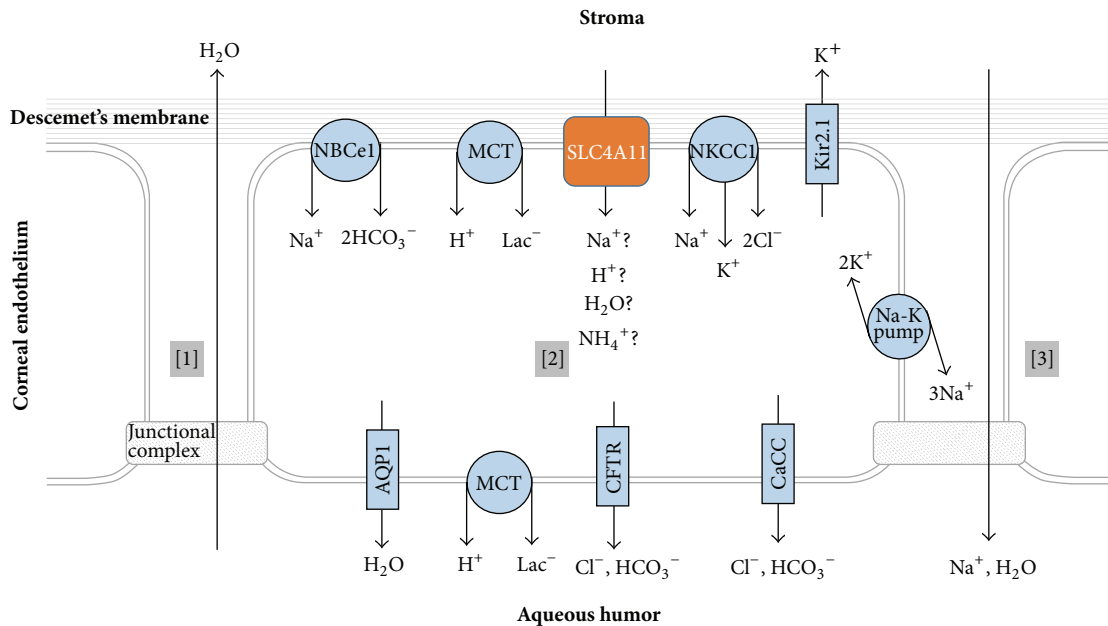 Stroma
H₂O
K⁺
Descemet's membrane
Kir2.1
NBCe1
MCT
SLC4A11
NKCC1
Na⁺
2HCO₃⁻
H⁺
Lac⁻
Na⁺?
Na⁺
2Cl⁻
H⁺?
K⁺
H₂O?
NH₄⁺?
2K⁺
Na-K
pump
3Na⁺
Corneal endothelium
[1]
[2]
[3]
Junctional
complex
AQP1
MCT
CFTR
CaCC
H₂O
H⁺
Lac⁻
Cl⁻, HCO₃⁻
Cl⁻, HCO₃⁻
Na⁺, H₂O
Aqueous humor